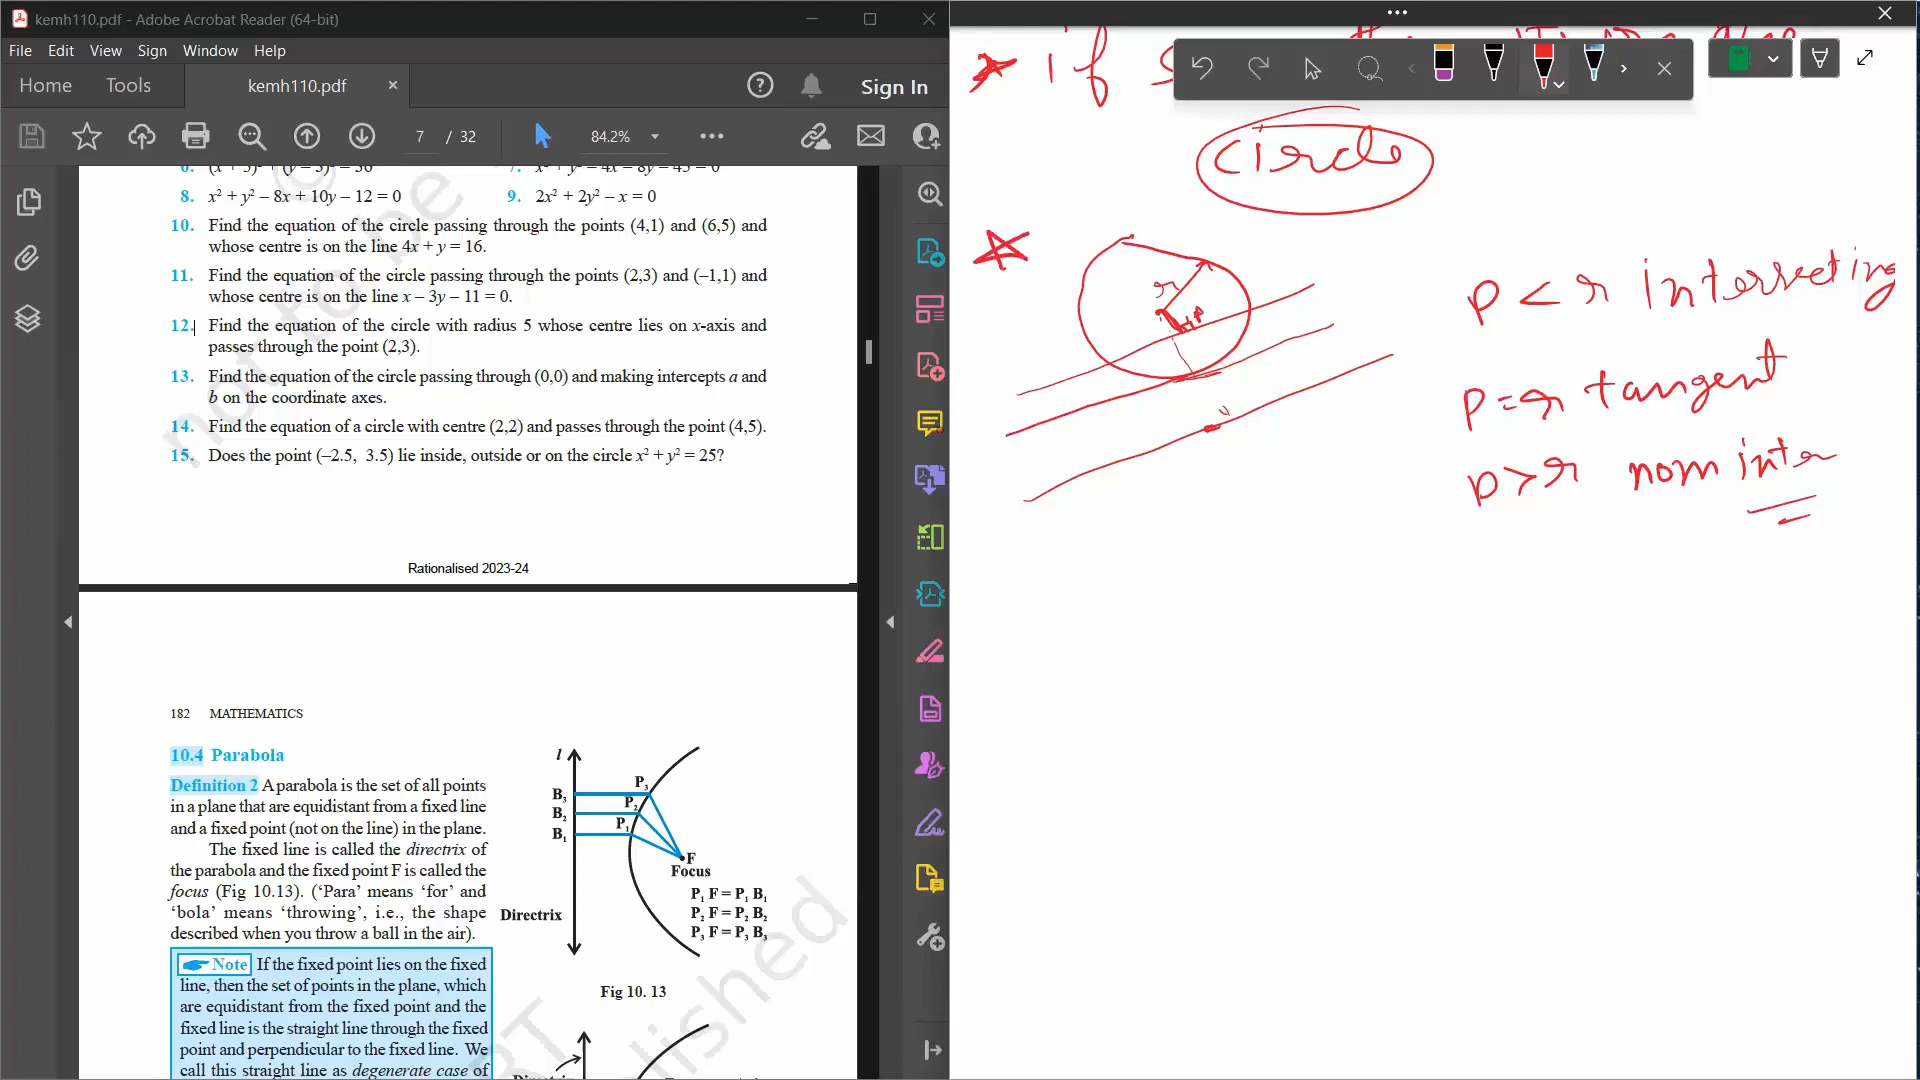 kemh110.pdf - Adobe Acrobat Reader (64-bit)
File Edit View Sign Window Help
Home Tools kemh110.pdf × Sign In
7 / 32 84.2%
8. x² + y² – 8x + 10y – 12 = 0 9. 2x² + 2y² – x = 0
10. Find the equation of the circle passing through the points (4,1) and (6,5) and
whose centre is on the line 4x + y = 16.
11. Find the equation of the circle passing through the points (2,3) and (–1,1) and
whose centre is on the line x – 3y – 11 = 0.
12. Find the equation of the circle with radius 5 whose centre lies on x-axis and
passes through the point (2,3).
13. Find the equation of the circle passing through (0,0) and making intercepts a and
b on the coordinate axes.
14. Find the equation of a circle with centre (2,2) and passes through the point (4,5).
15. Does the point (–2.5, 3.5) lie inside, outside or on the circle x² + y² = 25?
not to be
Rationalised 2023-24
182 MATHEMATICS
10.4 Parabola
Definition 2 A parabola is the set of all points
in a plane that are equidistant from a fixed line
and a fixed point (not on the line) in the plane.
The fixed line is called the directrix of
the parabola and the fixed point F is called the
focus (Fig 10.13). (‘Para’ means ‘for’ and
‘bola’ means ‘throwing’, i.e., the shape
described when you throw a ball in the air).
Note If the fixed point lies on the fixed
line, then the set of points in the plane, which
are equidistant from the fixed point and the
fixed line is the straight line through the fixed
point and perpendicular to the fixed line. We
call this straight line as degenerate case of
l
B₃ P₃
B₂ P₂
B₁ P₁
F
Focus
P₁ F = P₁ B₁
P₂ F = P₂ B₂
P₃ F = P₃ B₃
Directrix
Fig 10. 13
if
circle
r
P
P < r intersecting
P = r tangent
P > r nom inter